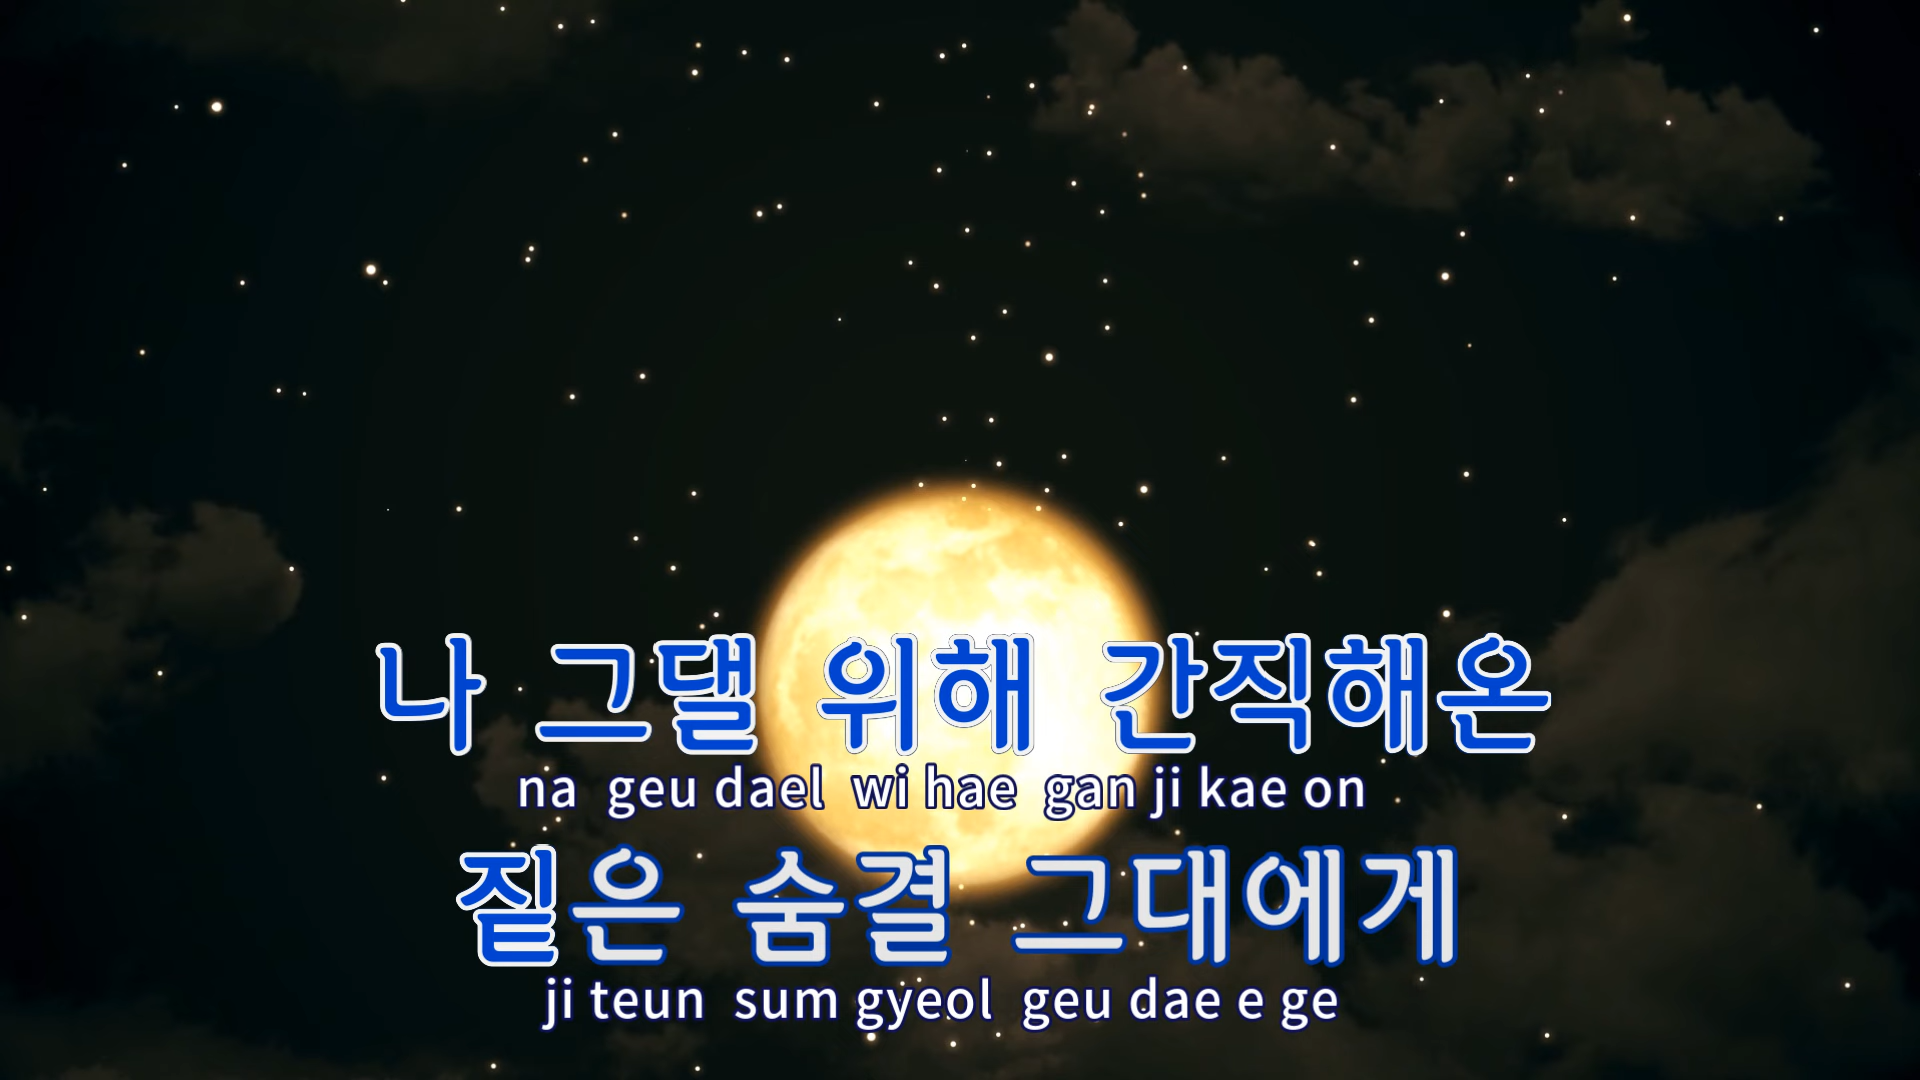 나 그댈 위해 간직해온
na geu dael wi hae gan ji kae on
짙은 숨결 그대에게
ji teun sum gyeol geu dae e ge